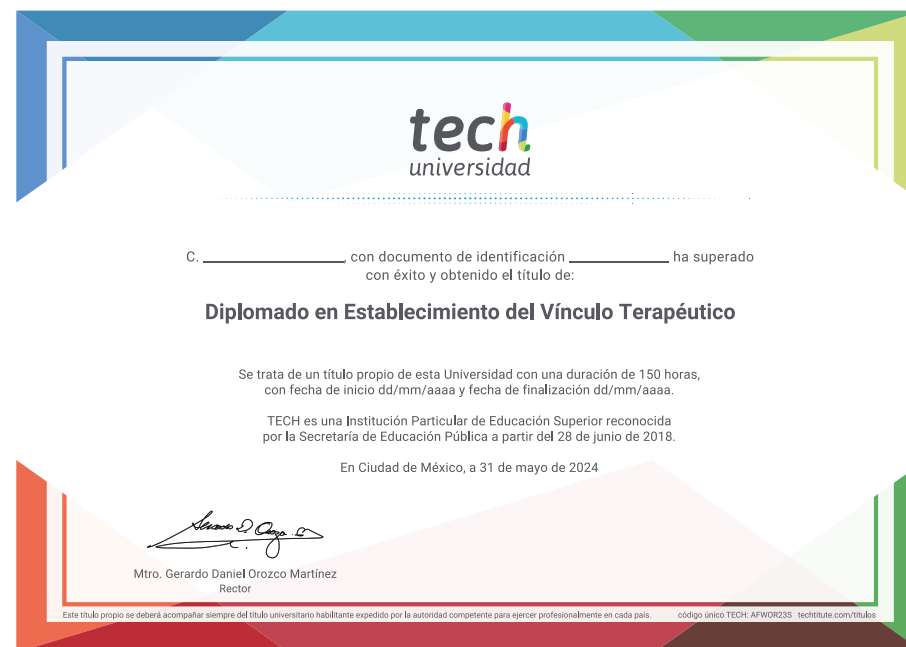 tech
universidad
C. ____________, con documento de identificación ____________ ha superado
con éxito y obtenido el título de:
Diplomado en Establecimiento del Vínculo Terapéutico
Se trata de un título propio de esta Universidad con una duración de 150 horas,
con fecha de inicio dd/mm/aaaa y fecha de finalización dd/mm/aaaa.
TECH es una Institución Particular de Educación Superior reconocida
por la Secretaría de Educación Pública a partir del 28 de junio de 2018.
En Ciudad de México, a 31 de mayo de 2024
Mtro. Gerardo Daniel Orozco Martínez
Rector
Este título propio se deberá acompañar siempre del título universitario habilitante expedido por la autoridad competente para ejercer profesionalmente en cada país. código único TECH: AFWOR23S techtitute.com/titulos